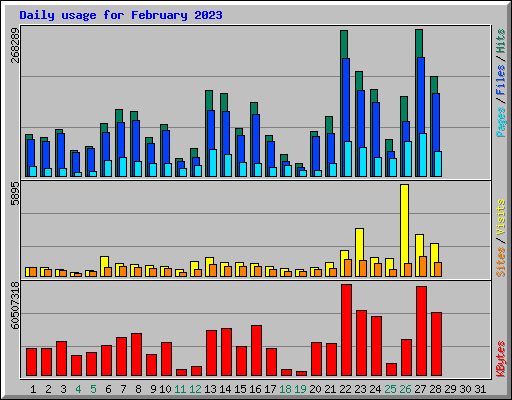 Daily usage for February 2023
268289
Pages / Files / Hits
5895
Sites / Visits
60507318
KBytes
1 2 3 4 5 6 7 8 9 10 11 12 13 14 15 16 17 18 19 20 21 22 23 24 25 26 27 28 29 30 31